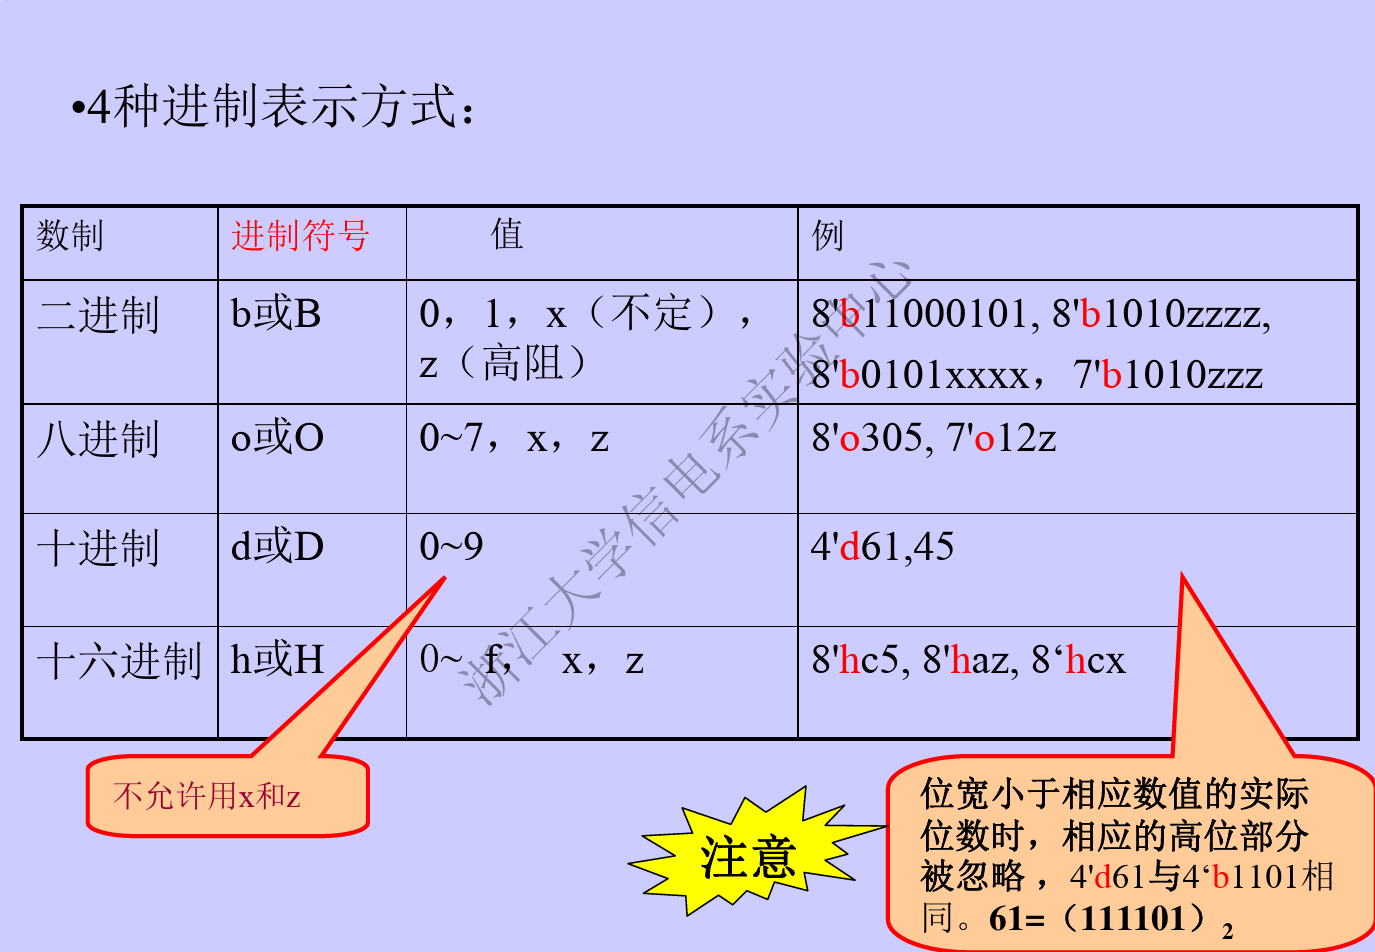 •4种进制表示方式：
数制 进制符号 值 例
二进制 b或B 0，1，x（不定），z（高阻） 8'b11000101, 8'b1010zzzz, 8'b0101xxxx，7'b1010zzz
八进制 o或O 0~7，x，z 8'o305, 7'o12z
十进制 d或D 0~9 4'd61,45
十六进制 h或H 0~ f， x，z 8'hc5, 8'haz, 8‘hcx
浙江大学信电系实验中心
不允许用x和z
注意
位宽小于相应数值的实际
位数时，相应的高位部分
被忽略，4'd61与4‘b1101相
同。61=（111101）2